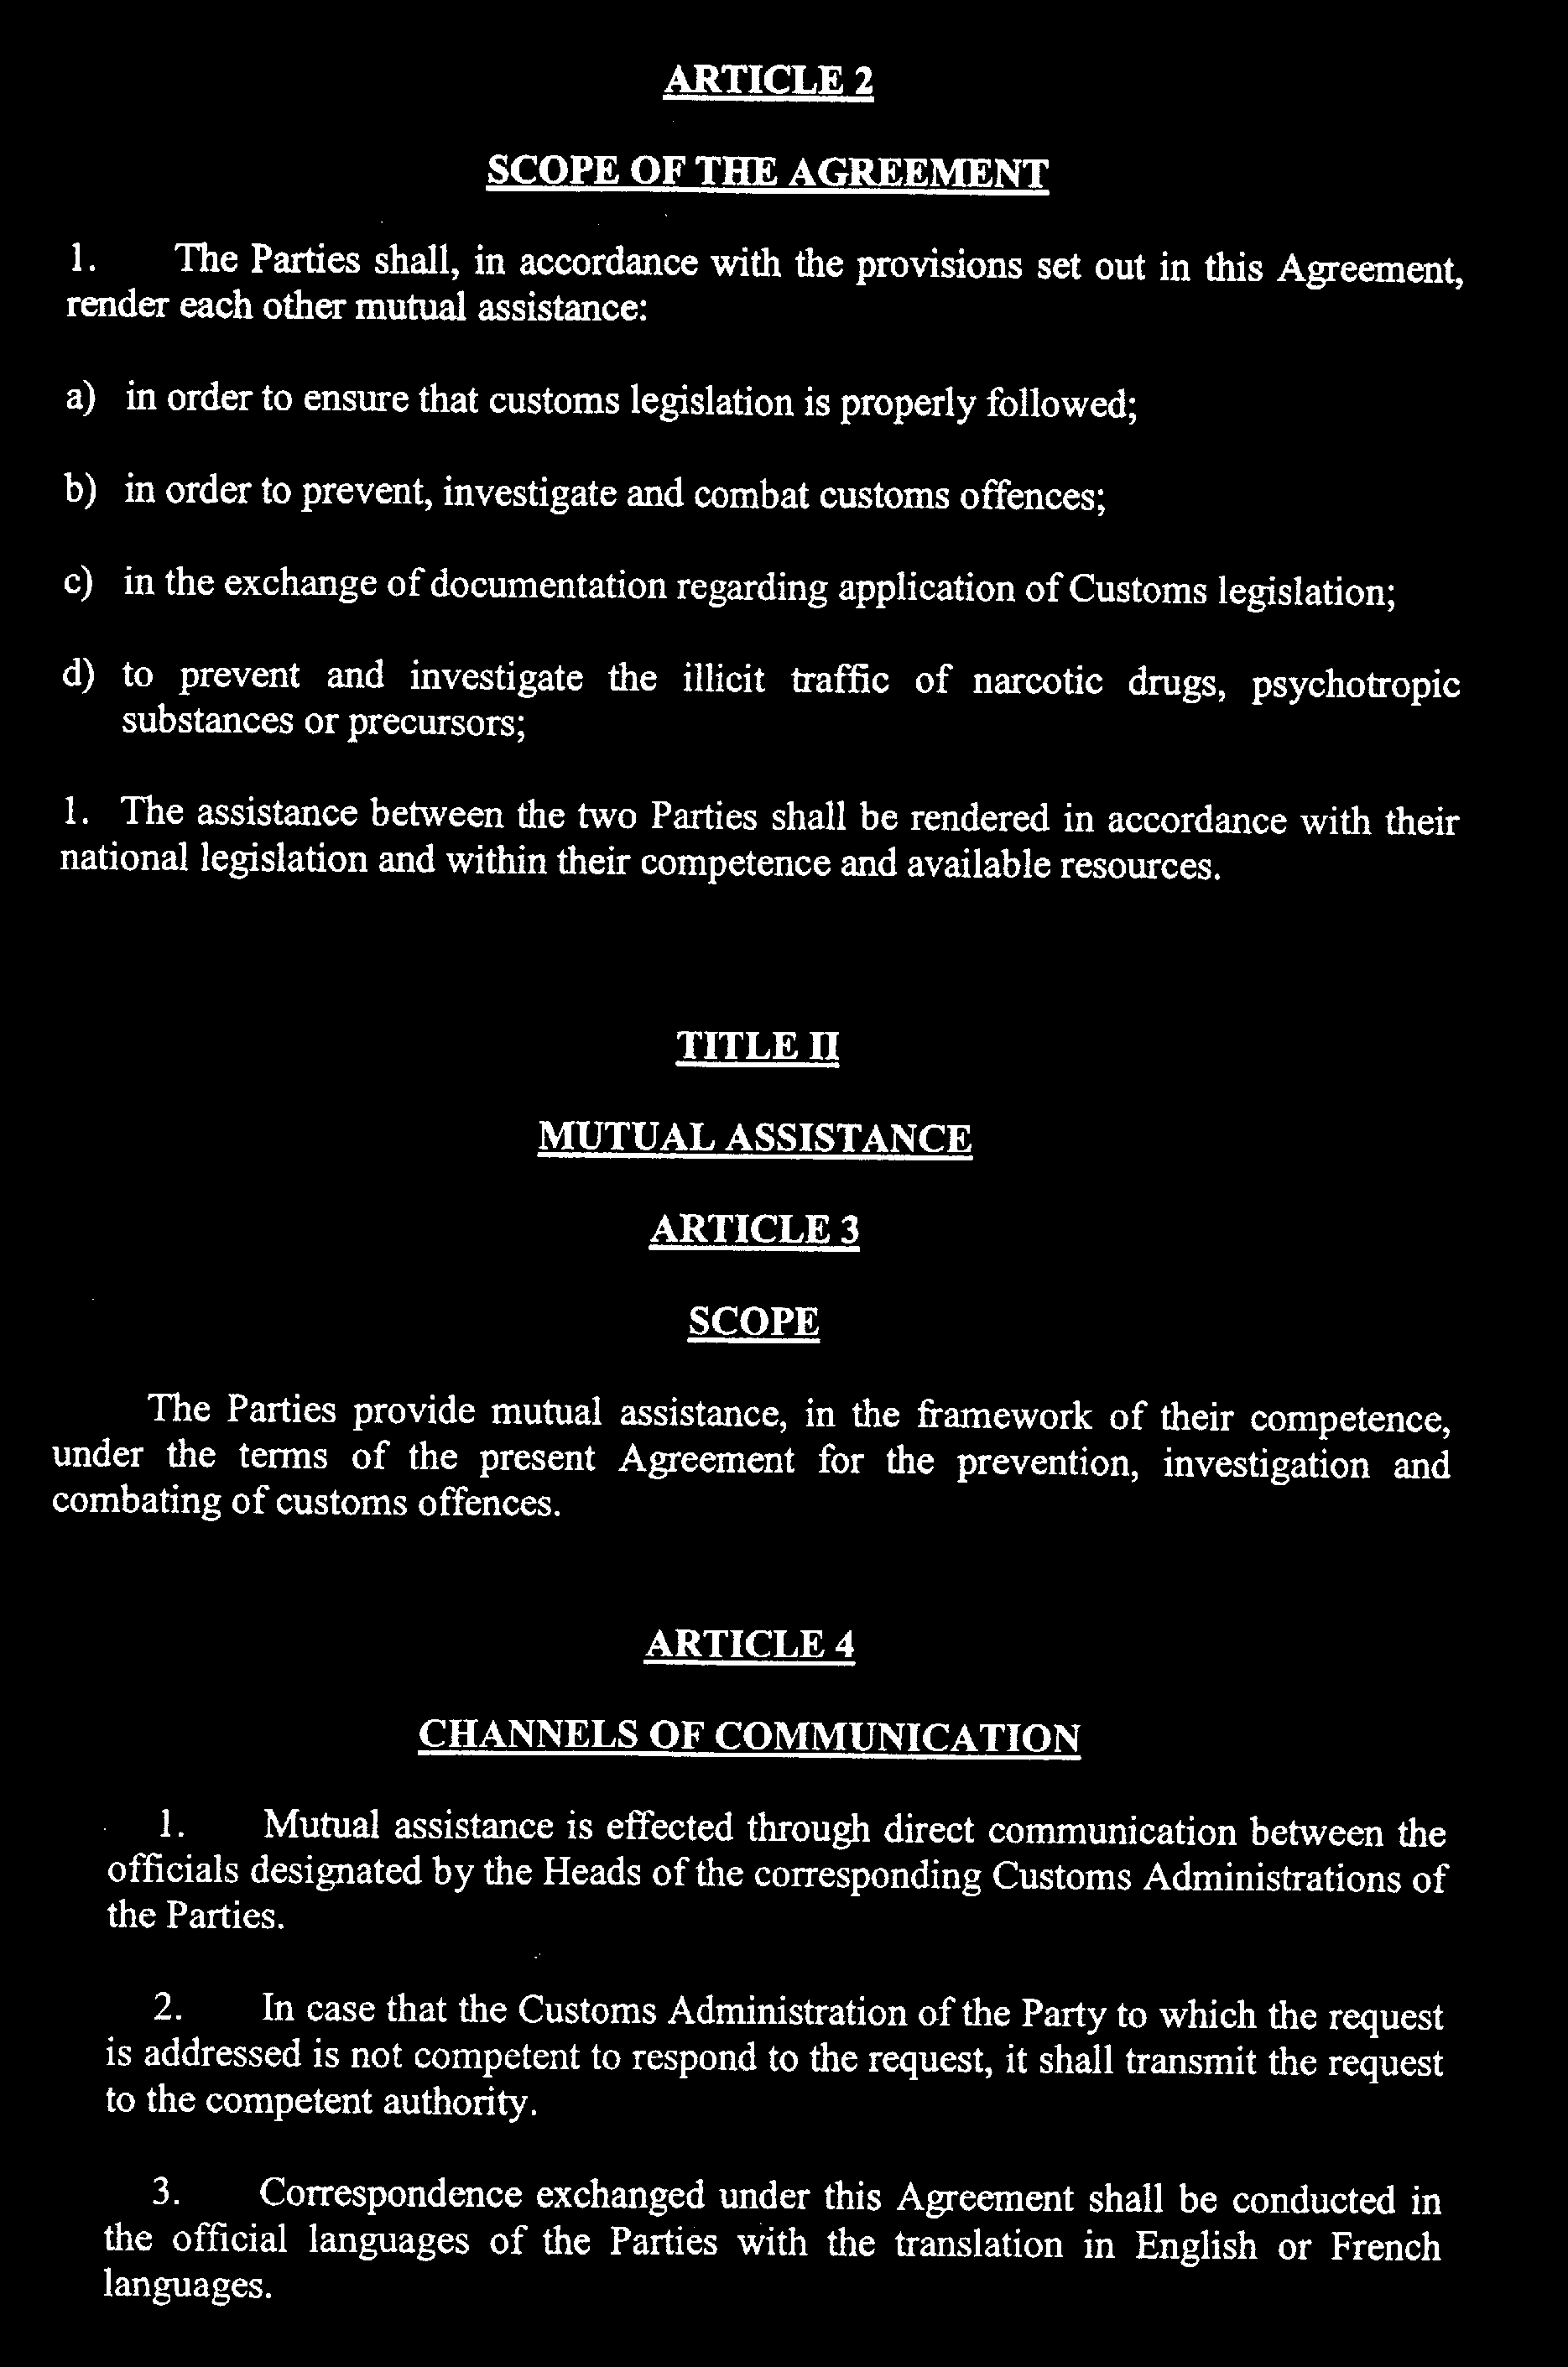 ARTICLE 2
SCOPE OF THE AGREEMENT
1. The Parties shall, in accordance with the provisions set out in this Agreement,
render each other mutual assistance:
a) in order to ensure that customs legislation is properly followed;
b) in order to prevent, investigate and combat customs offences;
c) in the exchange of documentation regarding application of Customs legislation;
d) to prevent and investigate the illicit traffic of narcotic drugs, psychotropic
substances or precursors;
1. The assistance between the two Parties shall be rendered in accordance with their
national legislation and within their competence and available resources.
TITLE II
MUTUAL ASSISTANCE
ARTICLE 3
SCOPE
The Parties provide mutual assistance, in the framework of their competence,
under the terms of the present Agreement for the prevention, investigation and
combating of customs offences.
ARTICLE 4
CHANNELS OF COMMUNICATION
1. Mutual assistance is effected through direct communication between the
officials designated by the Heads of the corresponding Customs Administrations of
the Parties.
2. In case that the Customs Administration of the Party to which the request
is addressed is not competent to respond to the request, it shall transmit the request
to the competent authority.
3. Correspondence exchanged under this Agreement shall be conducted in
the official languages of the Parties with the translation in English or French
languages.